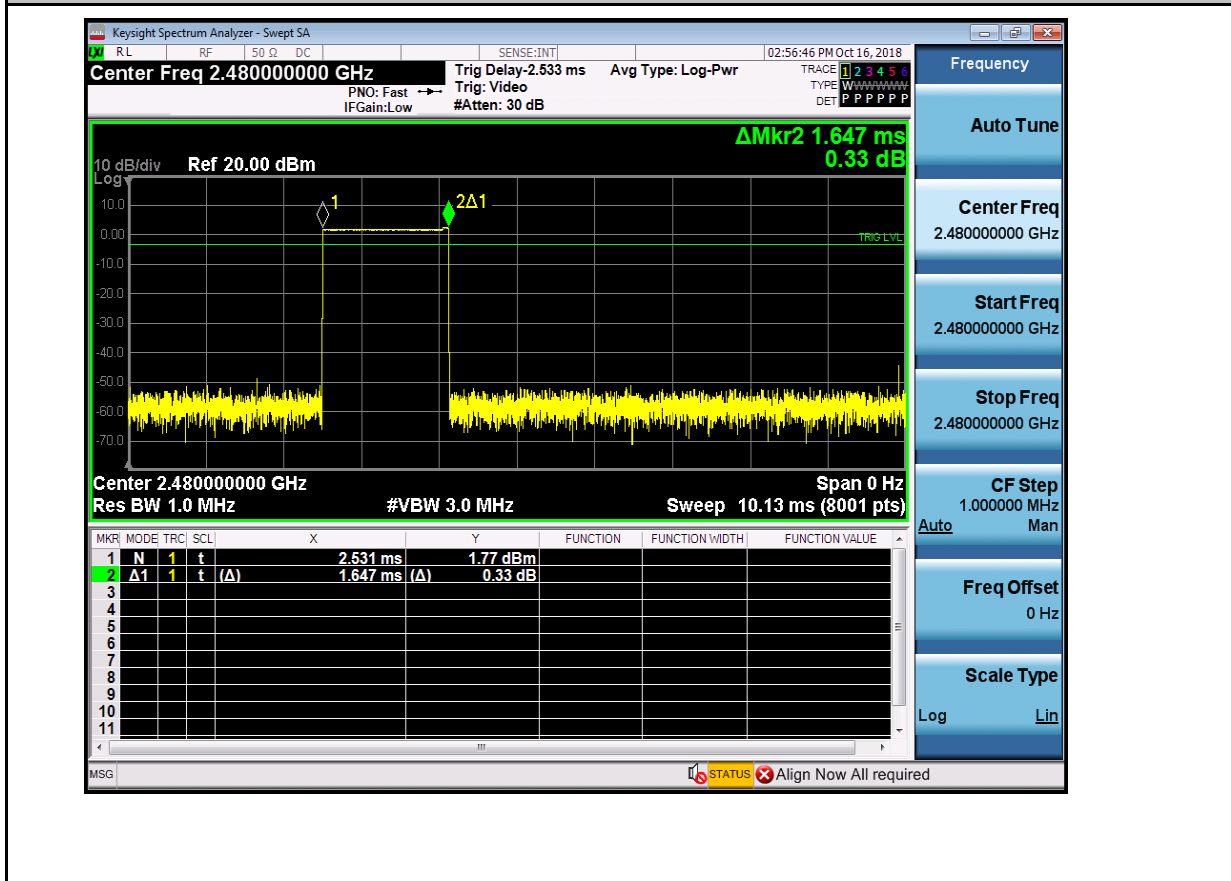 Keysight Spectrum Analyzer - Swept SA
LXI RL RF 50 Ω DC SENSE:INT 02:56:46 PM Oct 16, 2018
Center Freq 2.480000000 GHz
PNO: Fast
IFGain:Low
Trig Delay-2.533 ms
Trig: Video
#Atten: 30 dB
Avg Type: Log-Pwr
TRACE 1 2 3 4 5 6
TYPE WWWWWW
DET P P P P P P
ΔMkr2 1.647 ms
0.33 dB
10 dB/div
Log
Ref 20.00 dBm
10.0
0.00
-10.0
-20.0
-30.0
-40.0
-50.0
-60.0
-70.0
1
2Δ1
TRIG LVL
Center 2.480000000 GHz Span 0 Hz
Res BW 1.0 MHz #VBW 3.0 MHz Sweep 10.13 ms (8001 pts)
MKR MODE TRC SCL X Y FUNCTION FUNCTION WIDTH FUNCTION VALUE
1 N 1 t 2.531 ms 1.77 dBm
2 Δ1 1 t (Δ) 1.647 ms (Δ) 0.33 dB
3
4
5
6
7
8
9
10
11
MSG STATUS Align Now All required
Frequency
Auto Tune
Center Freq
2.480000000 GHz
Start Freq
2.480000000 GHz
Stop Freq
2.480000000 GHz
CF Step
1.000000 MHz
Auto Man
Freq Offset
0 Hz
Scale Type
Log Lin